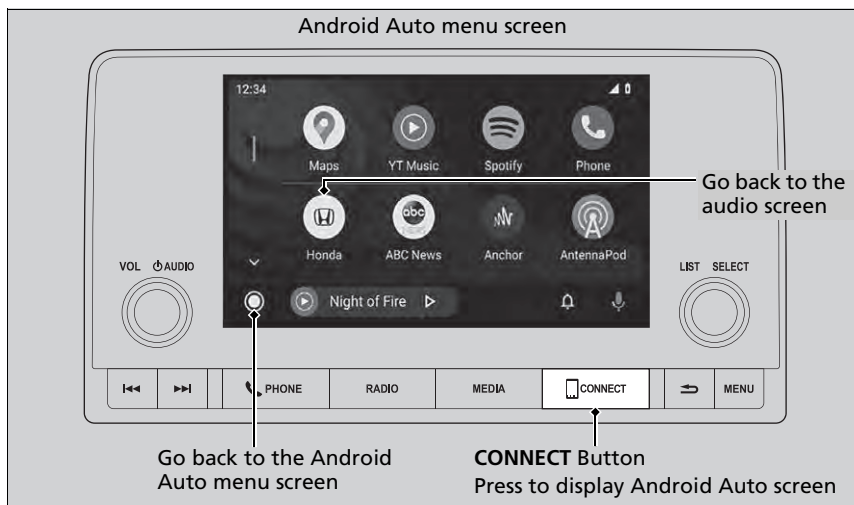 Android Auto menu screen
12:34
Maps YT Music Spotify Phone
Go back to the
audio screen
abc
NEWS
Honda ABC News Anchor AntennaPod
VOL AUDIO
LIST SELECT
Night of Fire
PHONE RADIO MEDIA CONNECT MENU
Go back to the Android
Auto menu screen
CONNECT Button
Press to display Android Auto screen